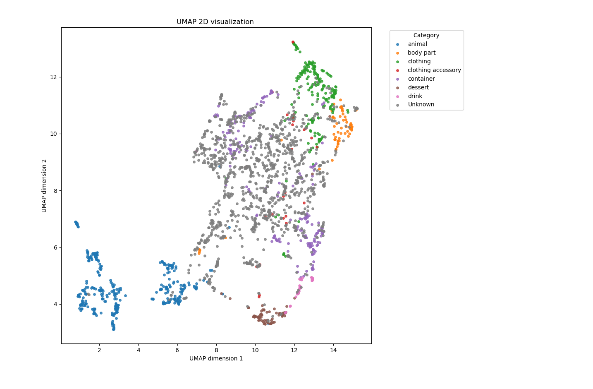 UMAP 2D visualization
Category
animal
body part
clothing
clothing accessory
container
dessert
drink
Unknown
12
10
8
6
4
UMAP dimension 2
2 4 6 8 10 12 14
UMAP dimension 1